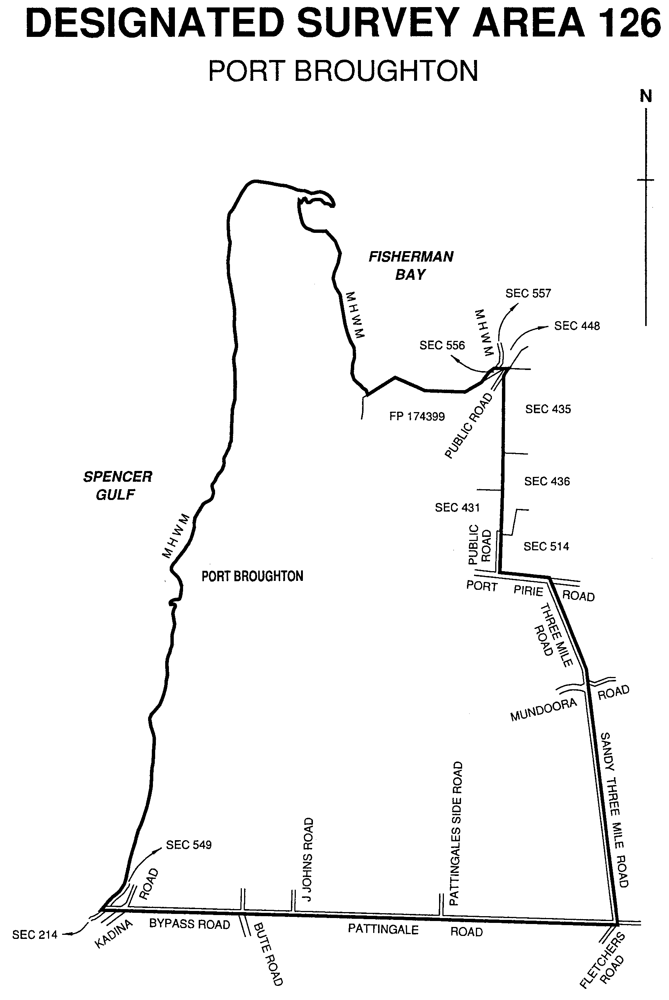 DESIGNATED SURVEY AREA 126
PORT BROUGHTON
N
FISHERMAN
BAY
SEC 557
MHWM
MHWM
SEC 448
SEC 556
SEC 435
FP 174399
PUBLIC ROAD
SPENCER
GULF
SEC 436
SEC 431
MHWM
PUBLIC
ROAD
SEC 514
PORT BROUGHTON
PORT PIRIE ROAD
THREE MILE
ROAD
MUNDOORA ROAD
SANDY THREE MILE ROAD
PATTINGALES SIDE ROAD
J JOHNS ROAD
SEC 549
KADINA ROAD
SEC 214
BYPASS ROAD
BUTE ROAD
PATTINGALE ROAD
FLETCHERS
ROAD